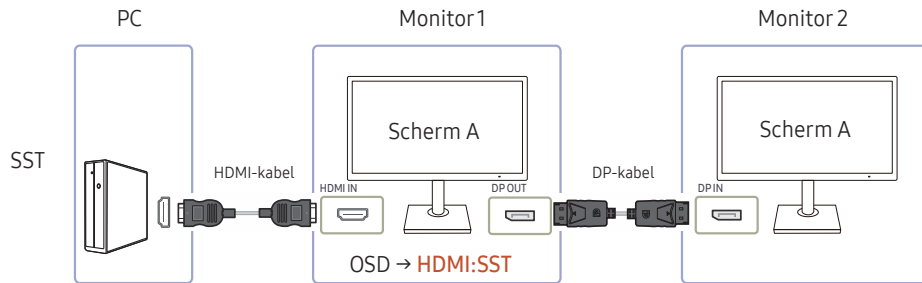 PC
Monitor 1
Monitor 2
SST
HDMI-kabel
HDMI IN
Scherm A
DP OUT
DP-kabel
DP IN
Scherm A
OSD → HDMI:SST